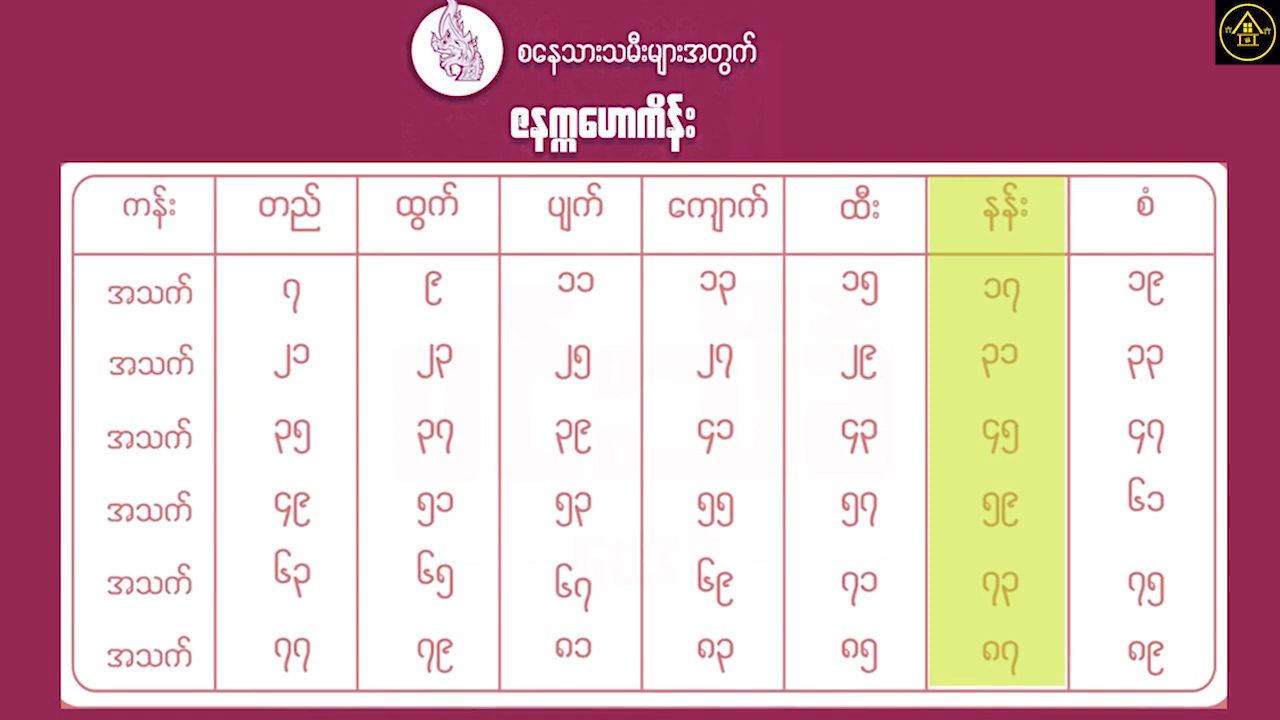 စနေသားသမီးများအတွက်
ဇနက္ကဟောကိန်း
ကန်း တည် ထွက် ပျက် ကျောက် ထီး နန်း စံ
အသက် ၇ ၉ ၁၁ ၁၃ ၁၅ ၁၇ ၁၉
အသက် ၂၁ ၂၃ ၂၅ ၂၇ ၂၉ ၃၁ ၃၃
အသက် ၃၅ ၃၇ ၃၉ ၄၁ ၄၃ ၄၅ ၄၇
အသက် ၄၉ ၅၁ ၅၃ ၅၅ ၅၇ ၅၉ ၆၁
အသက် ၆၃ ၆၅ ၆၇ ၆၉ ၇၁ ၇၃ ၇၅
အသက် ၇၇ ၇၉ ၈၁ ၈၃ ၈၅ ၈၇ ၈၉